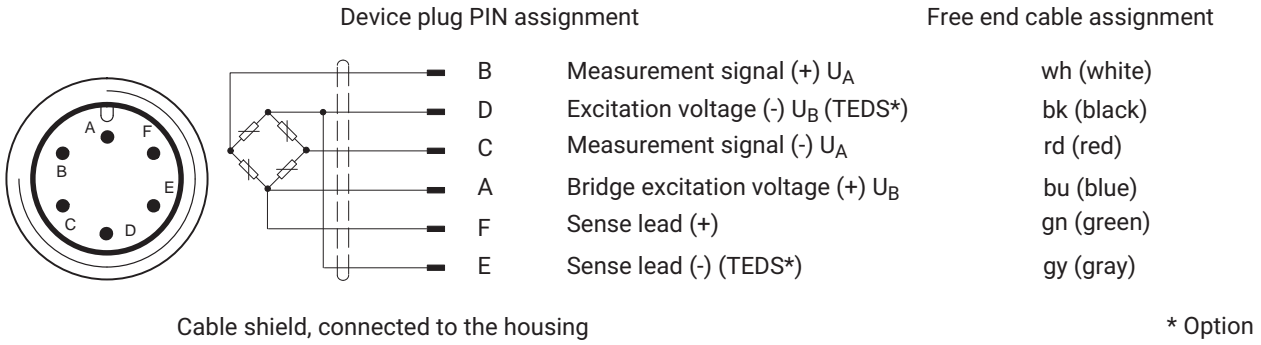 Device plug PIN assignment Free end cable assignment
B Measurement signal (+) UA wh (white)
D Excitation voltage (-) UB (TEDS*) bk (black)
C Measurement signal (-) UA rd (red)
A Bridge excitation voltage (+) UB bu (blue)
F Sense lead (+) gn (green)
E Sense lead (-) (TEDS*) gy (gray)
A F
B E
C D
Cable shield, connected to the housing * Option